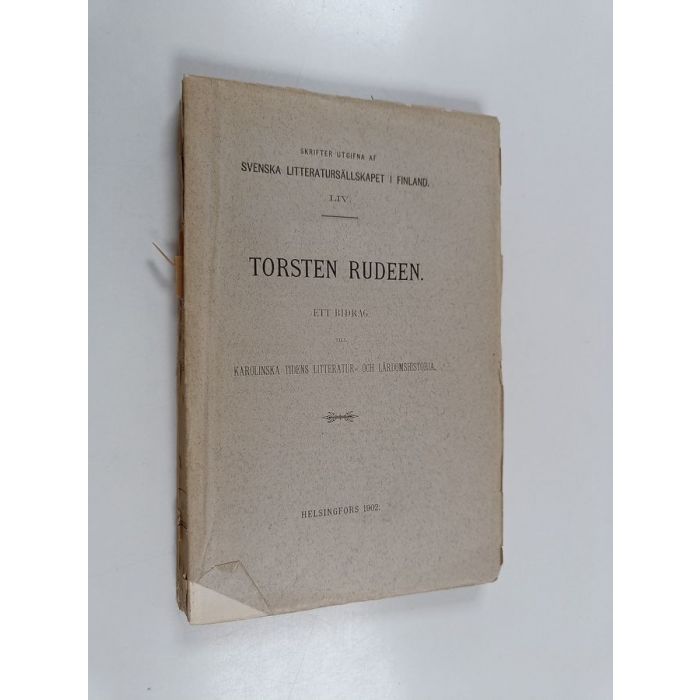 SKRIFTER UTGIFNA AF
SVENSKA LITTERATURSÄLLSKAPET I FINLAND.
LIV.
TORSTEN RUDEEN.
ETT BIDRAG
TILL
KAROLINSKA TIDENS LITTERATUR- OCH LÄRDOMSHISTORIA.
HELSINGFORS 1902.